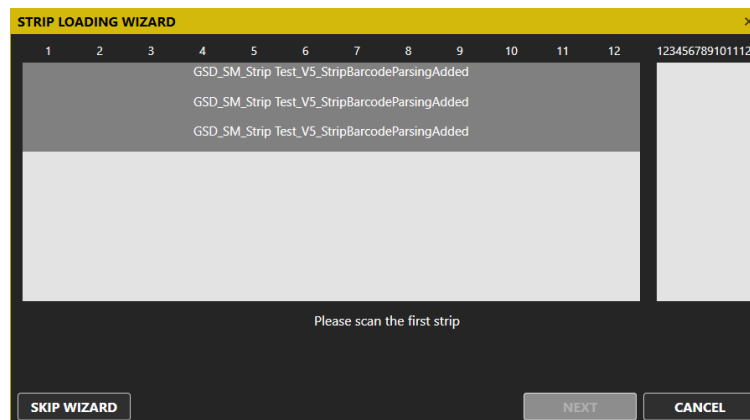 STRIP LOADING WIZARD ×
1 2 3 4 5 6 7 8 9 10 11 12 123456789101112
GSD_SM_Strip Test_V5_StripBarcodeParsingAdded
GSD_SM_Strip Test_V5_StripBarcodeParsingAdded
GSD_SM_Strip Test_V5_StripBarcodeParsingAdded
Please scan the first strip
SKIP WIZARD NEXT CANCEL